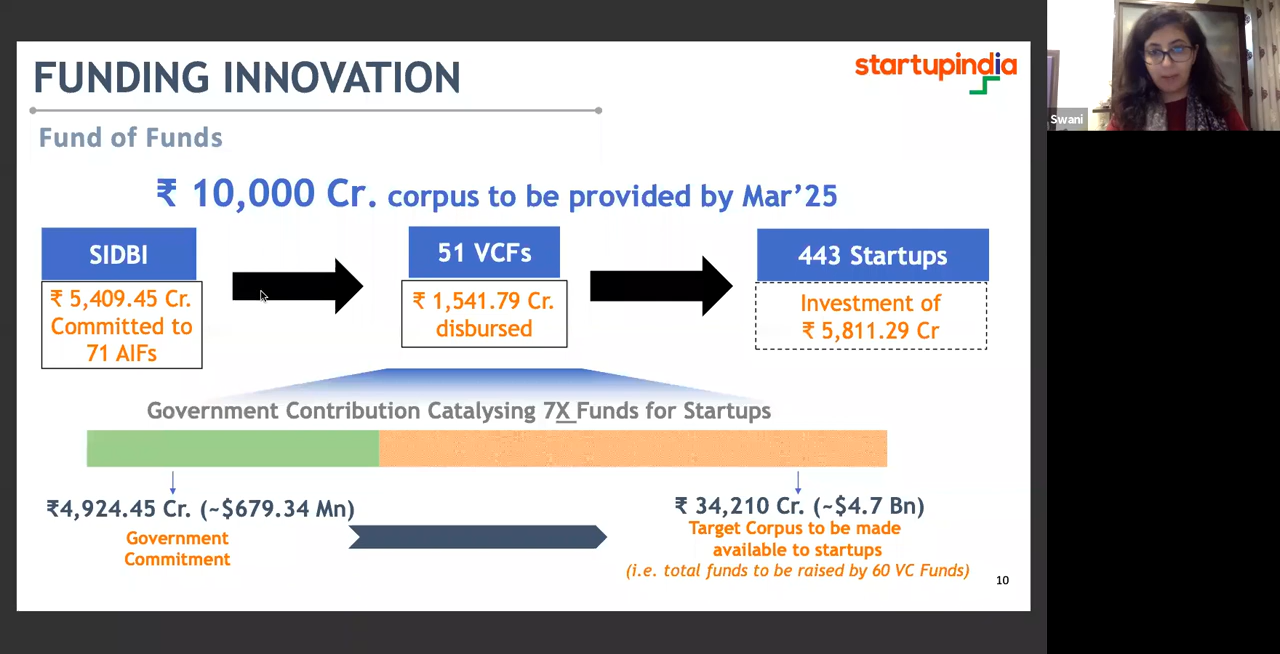 FUNDING INNOVATION
startupindia
Fund of Funds
₹ 10,000 Cr. corpus to be provided by Mar’25
SIDBI
₹ 5,409.45 Cr.
Committed to
71 AIFs
51 VCFs
₹ 1,541.79 Cr.
disbursed
443 Startups
Investment of
₹ 5,811.29 Cr
Government Contribution Catalysing 7X Funds for Startups
₹4,924.45 Cr. (~$679.34 Mn)
Government
Commitment
₹ 34,210 Cr. (~$4.7 Bn)
Target Corpus to be made
available to startups
(i.e. total funds to be raised by 60 VC Funds)
10
Swani